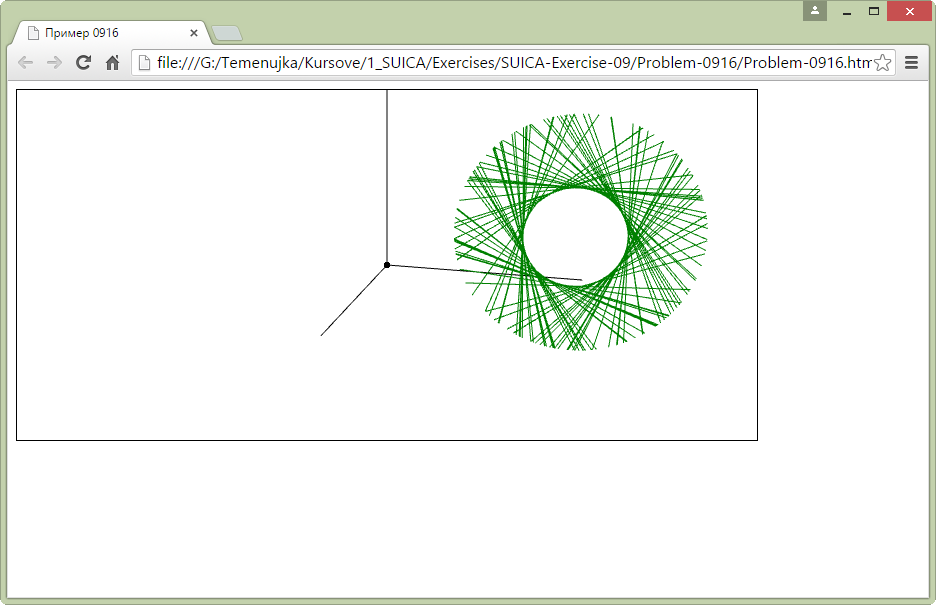 Пример 0916
file:///G:/Temenujka/Kursove/1_SUICA/Exercises/SUICA-Exercise-09/Problem-0916/Problem-0916.htm